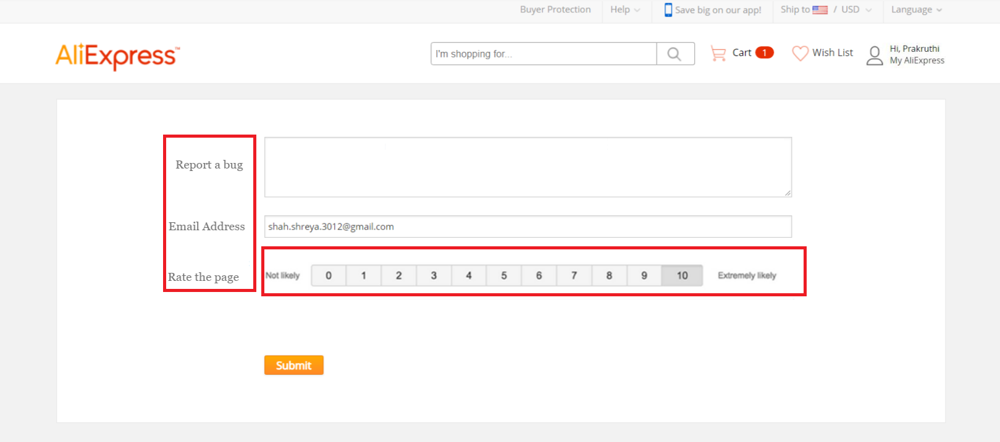 Buyer Protection Help Save big on our app! Ship to / USD Language
AliExpress™
I'm shopping for...
Cart 1
Wish List
Hi, Prakruthi
My AliExpress
Report a bug
Email Address shah.shreya.3012@gmail.com
Rate the page Not likely 0 1 2 3 4 5 6 7 8 9 10 Extremely likely
Submit